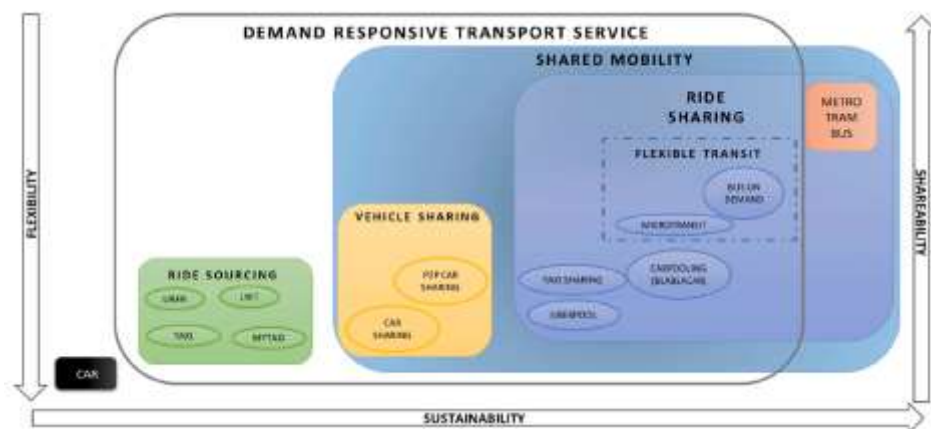 DEMAND RESPONSIVE TRANSPORT SERVICE
SHARED MOBILITY
RIDE
SHARING
METRO
TRAM
BUS
FLEXIBLE TRANSIT
BUS ON
DEMAND
MICROTRANSIT
VEHICLE SHARING
P2P CAR
SHARING
CAR
SHARING
TAXI SHARING
CARPOOLING
(BLABLACAR)
UBERPOOL
RIDE SOURCING
UBER
LYFT
TAXI
MYTAXI
CAR
FLEXIBILITY
SHAREABILITY
SUSTAINABILITY